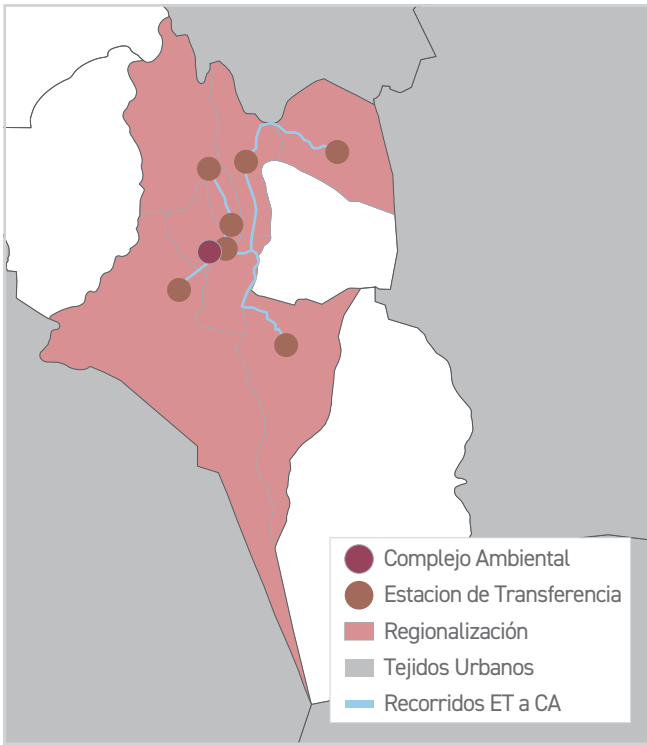 Complejo Ambiental
Estacion de Transferencia
Regionalización
Tejidos Urbanos
Recorridos ET a CA